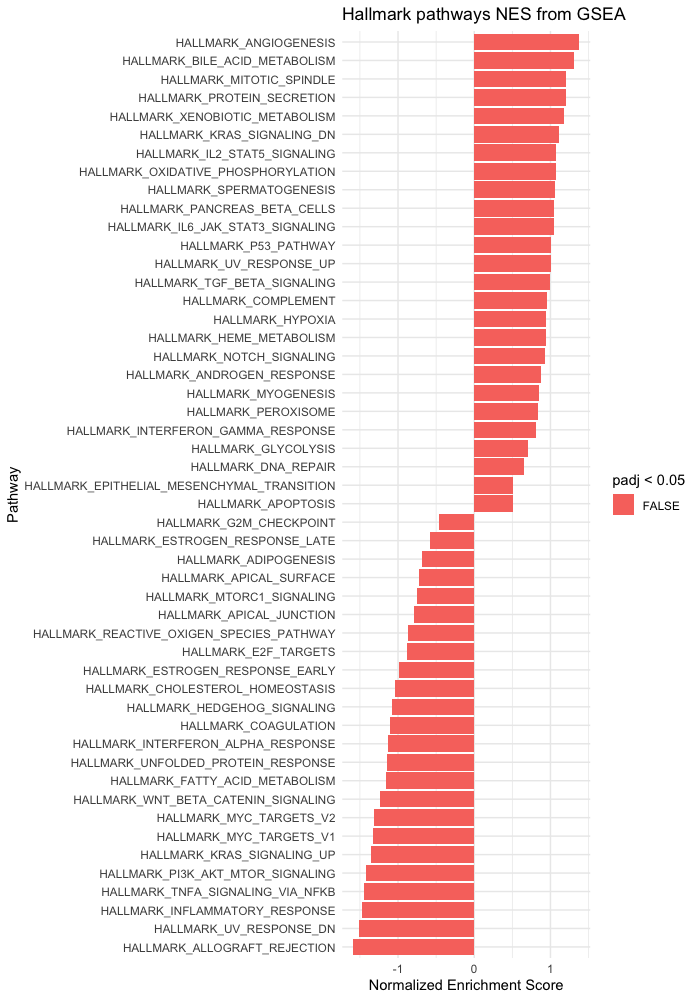 Hallmark pathways NES from GSEA
HALLMARK_ANGIOGENESIS
HALLMARK_BILE_ACID_METABOLISM
HALLMARK_MITOTIC_SPINDLE
HALLMARK_PROTEIN_SECRETION
HALLMARK_XENOBIOTIC_METABOLISM
HALLMARK_KRAS_SIGNALING_DN
HALLMARK_IL2_STAT5_SIGNALING
HALLMARK_OXIDATIVE_PHOSPHORYLATION
HALLMARK_SPERMATOGENESIS
HALLMARK_PANCREAS_BETA_CELLS
HALLMARK_IL6_JAK_STAT3_SIGNALING
HALLMARK_P53_PATHWAY
HALLMARK_UV_RESPONSE_UP
HALLMARK_TGF_BETA_SIGNALING
HALLMARK_COMPLEMENT
HALLMARK_HYPOXIA
HALLMARK_HEME_METABOLISM
HALLMARK_NOTCH_SIGNALING
HALLMARK_ANDROGEN_RESPONSE
HALLMARK_MYOGENESIS
HALLMARK_PEROXISOME
HALLMARK_INTERFERON_GAMMA_RESPONSE
HALLMARK_GLYCOLYSIS
HALLMARK_DNA_REPAIR
HALLMARK_EPITHELIAL_MESENCHYMAL_TRANSITION
HALLMARK_APOPTOSIS
HALLMARK_G2M_CHECKPOINT
HALLMARK_ESTROGEN_RESPONSE_LATE
HALLMARK_ADIPOGENESIS
HALLMARK_APICAL_SURFACE
HALLMARK_MTORC1_SIGNALING
HALLMARK_APICAL_JUNCTION
HALLMARK_REACTIVE_OXIGEN_SPECIES_PATHWAY
HALLMARK_E2F_TARGETS
HALLMARK_ESTROGEN_RESPONSE_EARLY
HALLMARK_CHOLESTEROL_HOMEOSTASIS
HALLMARK_HEDGEHOG_SIGNALING
HALLMARK_COAGULATION
HALLMARK_INTERFERON_ALPHA_RESPONSE
HALLMARK_UNFOLDED_PROTEIN_RESPONSE
HALLMARK_FATTY_ACID_METABOLISM
HALLMARK_WNT_BETA_CATENIN_SIGNALING
HALLMARK_MYC_TARGETS_V2
HALLMARK_MYC_TARGETS_V1
HALLMARK_KRAS_SIGNALING_UP
HALLMARK_PI3K_AKT_MTOR_SIGNALING
HALLMARK_TNFA_SIGNALING_VIA_NFKB
HALLMARK_INFLAMMATORY_RESPONSE
HALLMARK_UV_RESPONSE_DN
HALLMARK_ALLOGRAFT_REJECTION
Pathway
-1 0 1
Normalized Enrichment Score
padj < 0.05
FALSE